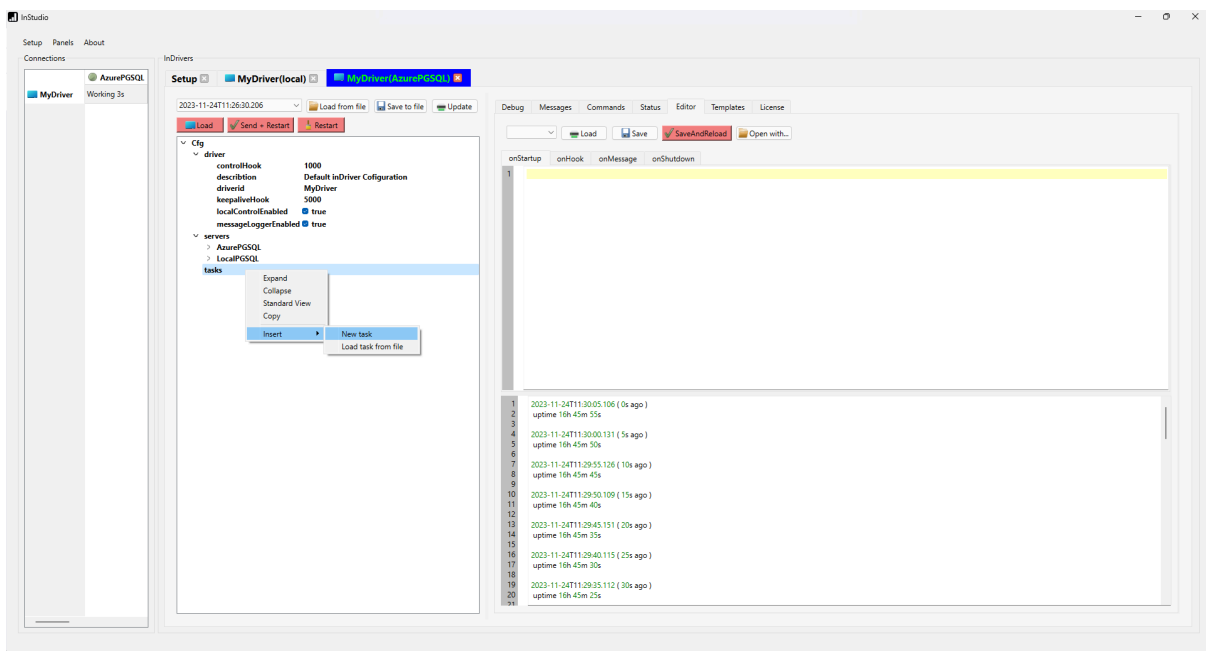 InStudio
Setup Panels About
Connections
InDrivers
AzurePGSQL
MyDriver Working 3s
Setup MyDriver(local) MyDriver(AzurePGSQL)
2023-11-24T11:26:30.206 Load from file Save to file Update
Load Send + Restart Restart
Cfg
driver
controlHook 1000
describtion Default inDriver Cofiguration
driverid MyDriver
keepaliveHook 5000
localControlEnabled true
messageLoggerEnabled true
servers
AzurePGSQL
LocalPGSQL
tasks
Expand
Collapse
Standard View
Copy
Insert
New task
Load task from file
Debug Messages Commands Status Editor Templates License
Load Save SaveAndReload Open with...
onStartup onHook onMessage onShutdown
1
1 2023-11-24T11:30:05.106 ( 0s ago )
2 uptime 16h 45m 55s
3
4 2023-11-24T11:30:00.131 ( 5s ago )
5 uptime 16h 45m 50s
6
7 2023-11-24T11:29:55.126 ( 10s ago )
8 uptime 16h 45m 45s
9
10 2023-11-24T11:29:50.109 ( 15s ago )
11 uptime 16h 45m 40s
12
13 2023-11-24T11:29:45.151 ( 20s ago )
14 uptime 16h 45m 35s
15
16 2023-11-24T11:29:40.115 ( 25s ago )
17 uptime 16h 45m 30s
18
19 2023-11-24T11:29:35.112 ( 30s ago )
20 uptime 16h 45m 25s
21